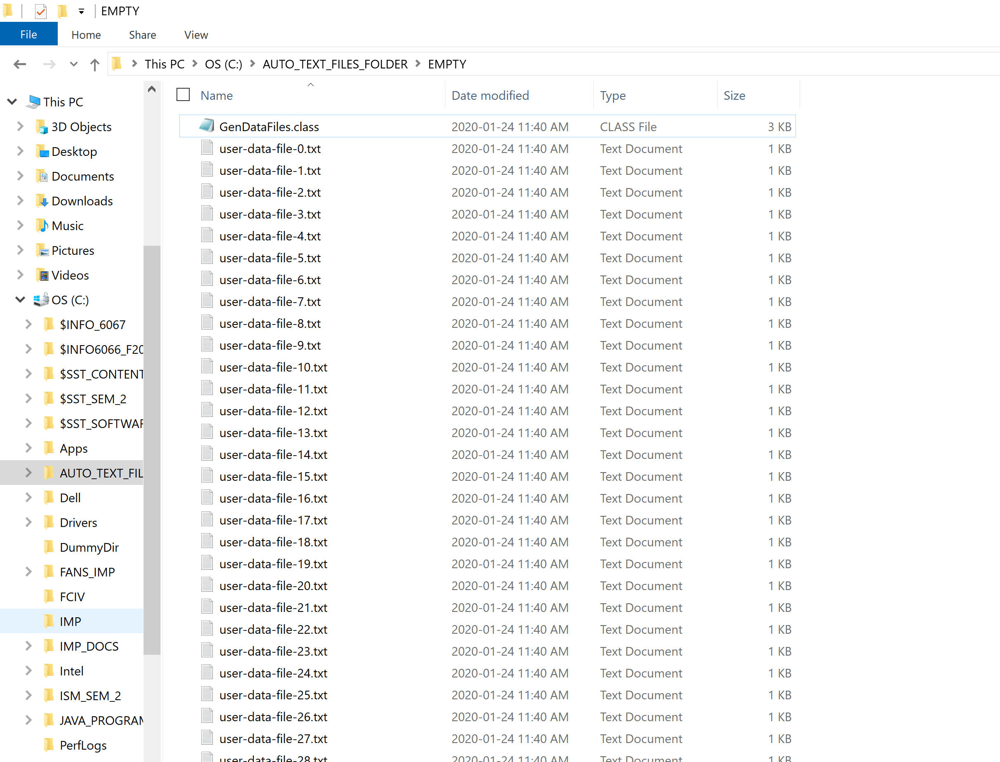 EMPTY
File Home Share View
This PC OS (C:) AUTO_TEXT_FILES_FOLDER EMPTY
This PC
3D Objects
Desktop
Documents
Downloads
Music
Pictures
Videos
OS (C:)
$INFO_6067
$INFO6066_F20
$SST_CONTENT
$SST_SEM_2
$SST_SOFTWAR
Apps
AUTO_TEXT_FIL
Dell
Drivers
DummyDir
FANS_IMP
FCIV
IMP
IMP_DOCS
Intel
ISM_SEM_2
JAVA_PROGRAM
PerfLogs
Name Date modified Type Size
GenDataFiles.class 2020-01-24 11:40 AM CLASS File 3 KB
user-data-file-0.txt 2020-01-24 11:40 AM Text Document 1 KB
user-data-file-1.txt 2020-01-24 11:40 AM Text Document 1 KB
user-data-file-2.txt 2020-01-24 11:40 AM Text Document 1 KB
user-data-file-3.txt 2020-01-24 11:40 AM Text Document 1 KB
user-data-file-4.txt 2020-01-24 11:40 AM Text Document 1 KB
user-data-file-5.txt 2020-01-24 11:40 AM Text Document 1 KB
user-data-file-6.txt 2020-01-24 11:40 AM Text Document 1 KB
user-data-file-7.txt 2020-01-24 11:40 AM Text Document 1 KB
user-data-file-8.txt 2020-01-24 11:40 AM Text Document 1 KB
user-data-file-9.txt 2020-01-24 11:40 AM Text Document 1 KB
user-data-file-10.txt 2020-01-24 11:40 AM Text Document 1 KB
user-data-file-11.txt 2020-01-24 11:40 AM Text Document 1 KB
user-data-file-12.txt 2020-01-24 11:40 AM Text Document 1 KB
user-data-file-13.txt 2020-01-24 11:40 AM Text Document 1 KB
user-data-file-14.txt 2020-01-24 11:40 AM Text Document 1 KB
user-data-file-15.txt 2020-01-24 11:40 AM Text Document 1 KB
user-data-file-16.txt 2020-01-24 11:40 AM Text Document 1 KB
user-data-file-17.txt 2020-01-24 11:40 AM Text Document 1 KB
user-data-file-18.txt 2020-01-24 11:40 AM Text Document 1 KB
user-data-file-19.txt 2020-01-24 11:40 AM Text Document 1 KB
user-data-file-20.txt 2020-01-24 11:40 AM Text Document 1 KB
user-data-file-21.txt 2020-01-24 11:40 AM Text Document 1 KB
user-data-file-22.txt 2020-01-24 11:40 AM Text Document 1 KB
user-data-file-23.txt 2020-01-24 11:40 AM Text Document 1 KB
user-data-file-24.txt 2020-01-24 11:40 AM Text Document 1 KB
user-data-file-25.txt 2020-01-24 11:40 AM Text Document 1 KB
user-data-file-26.txt 2020-01-24 11:40 AM Text Document 1 KB
user-data-file-27.txt 2020-01-24 11:40 AM Text Document 1 KB
user-data-file-28.txt 2020-01-24 11:40 AM Text Document 1 KB